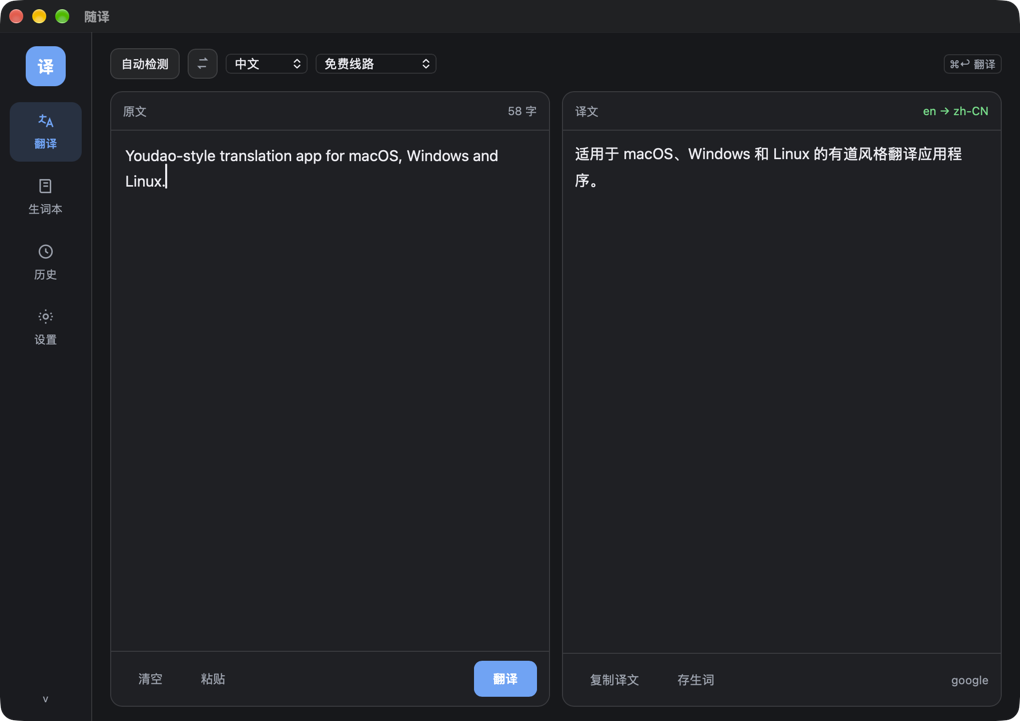 随译
译
翻译
生词本
历史
设置
v
自动检测
中文
免费线路
⌘↩ 翻译
原文
58 字
Youdao-style translation app for macOS, Windows and
Linux.
清空
粘贴
翻译
译文
en → zh-CN
适用于 macOS、Windows 和 Linux 的有道风格翻译应用程
序。
复制译文
存生词
google